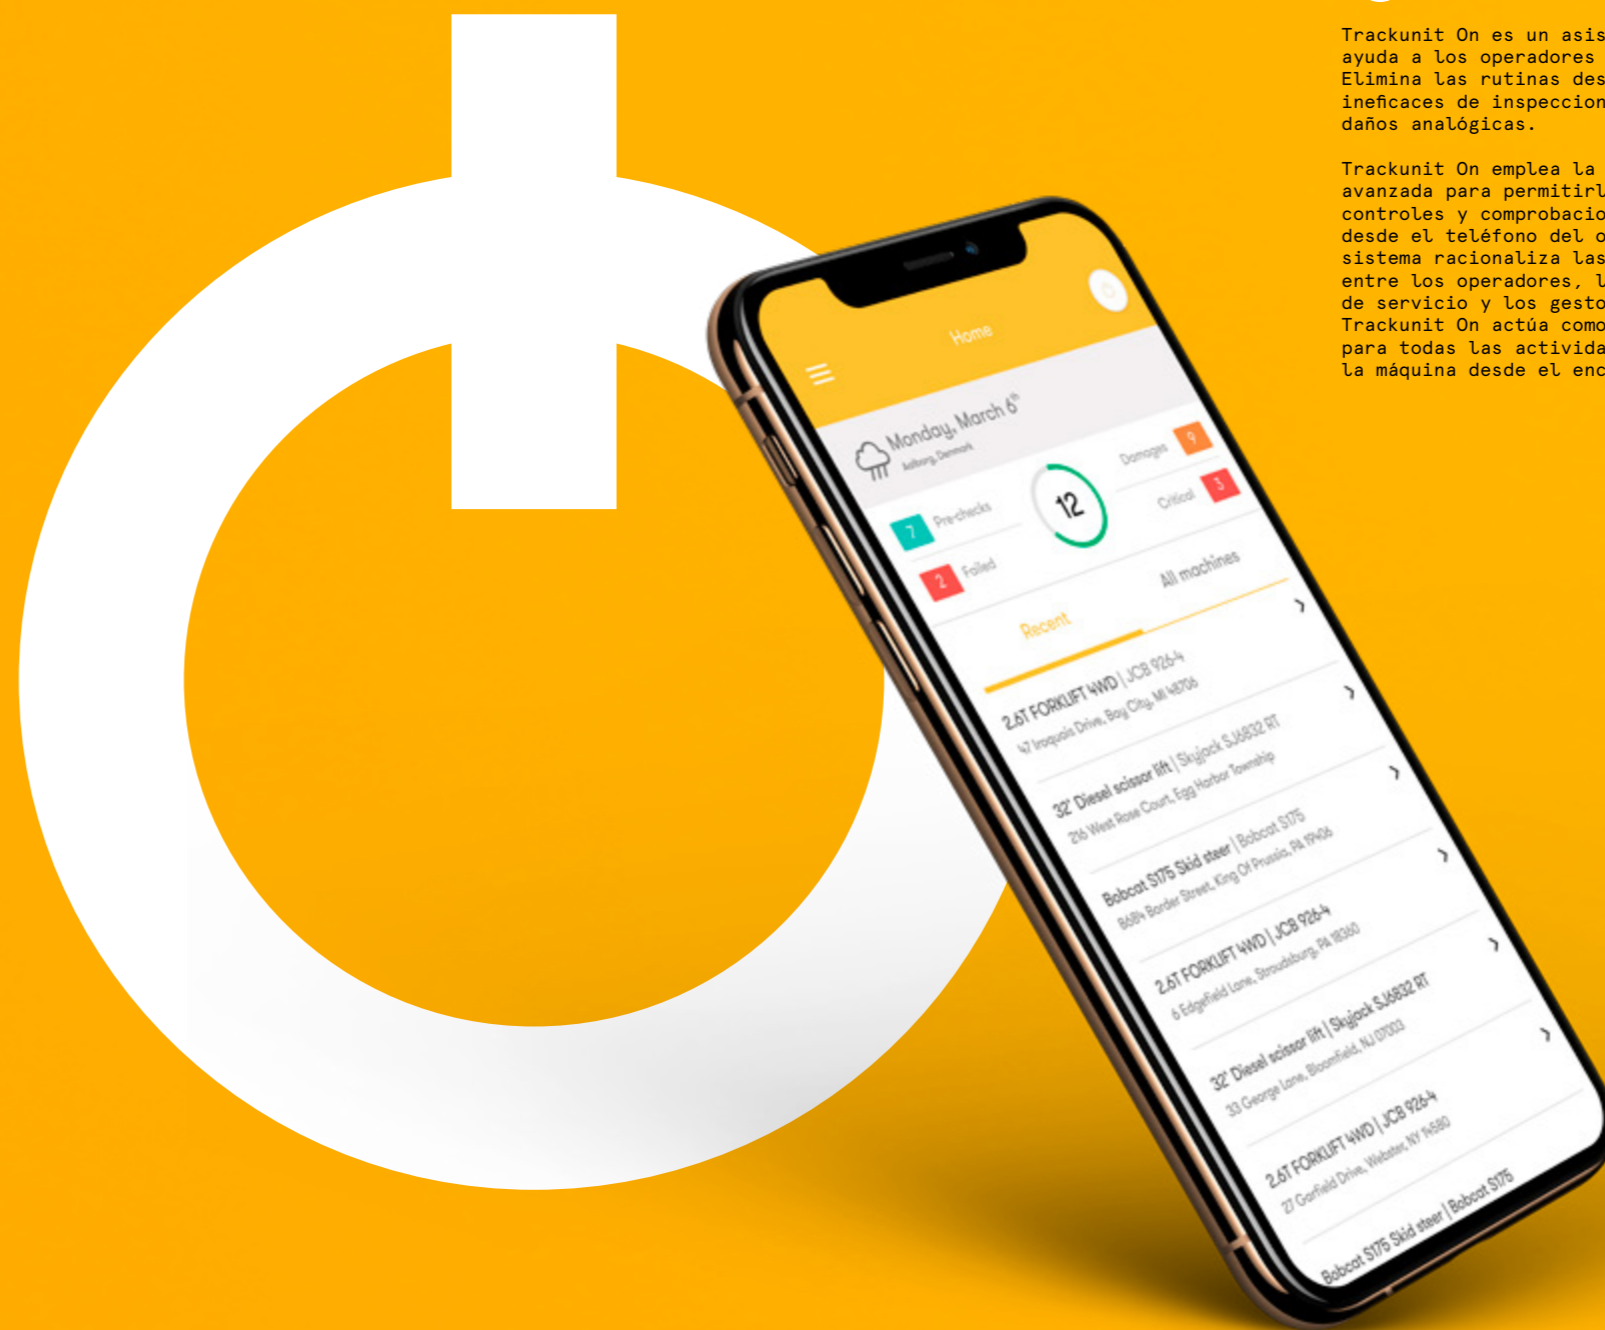 Trackunit On es un asis
ayuda a los operadores
Elimina las rutinas des
ineficaces de inspeccion
daños analógicas.
Trackunit On emplea la
avanzada para permitirl
controles y comprobacio
desde el teléfono del o
sistema racionaliza las
entre los operadores, l
de servicio y los gesto
Trackunit On actúa como
para todas las activida
la máquina desde el enc
Home
Monday, March 6th
Aalborg, Denmark
7 Pre-checks
2 Failed
12
Damages 9
Critical 3
Recent
All machines
2.6T FORKLIFT 4WD | JCB 926-4
47 Iroquois Drive, Bay City, MI 48706
32' Diesel scissor lift | Skyjack SJ6832 RT
216 West Rose Court, Egg Harbor Township
Bobcat S175 Skid steer | Bobcat S175
8684 Border Street, King Of Prussia, PA 19406
2.6T FORKLIFT 4WD | JCB 926-4
6 Edgefield Lane, Stroudsburg, PA 18360
32' Diesel scissor lift | Skyjack SJ6832 RT
33 George Lane, Bloomfield, NJ 07003
2.6T FORKLIFT 4WD | JCB 926-4
27 Garfield Drive, Webster, NY 14580
Bobcat S175 Skid steer | Bobcat S175